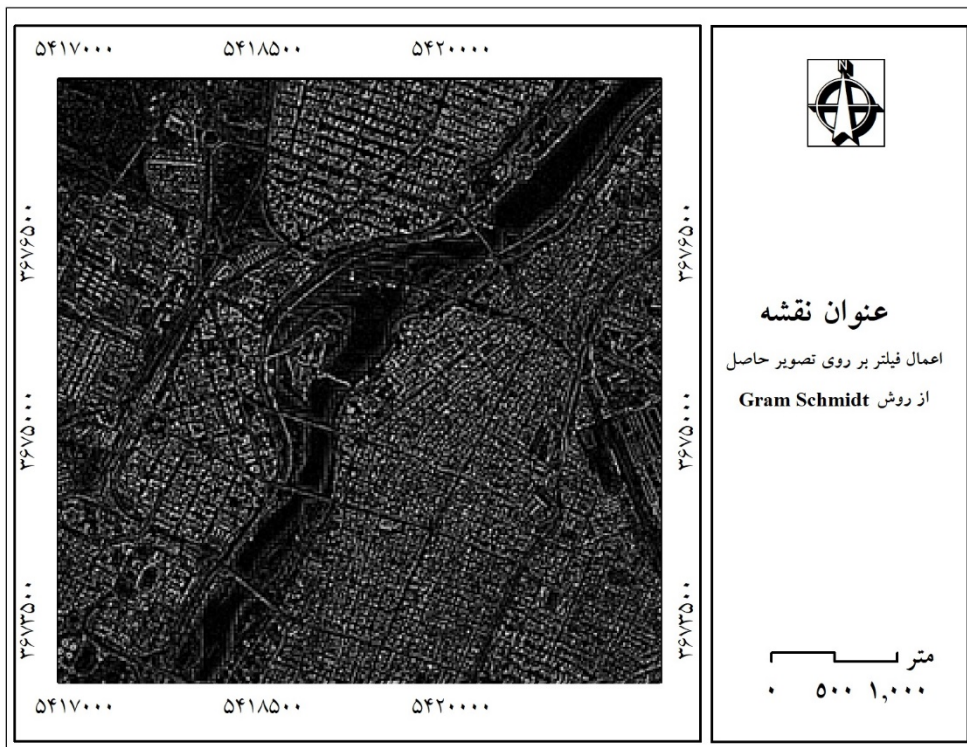 ۵۴۱۷۰۰۰ ۵۴۱۸۵۰۰ ۵۴۲۰۰۰۰
۳۶۷۶۵۰۰
۳۶۷۵۰۰۰
۳۶۷۳۵۰۰
۳۶۷۶۵۰۰
۳۶۷۵۰۰۰
۳۶۷۳۵۰۰
۵۴۱۷۰۰۰ ۵۴۱۸۵۰۰ ۵۴۲۰۰۰۰
N
عنوان نقشه
اعمال فیلتر بر روی تصویر حاصل
از روش Gram Schmidt
متر
۰ ۵۰۰ ۱,۰۰۰